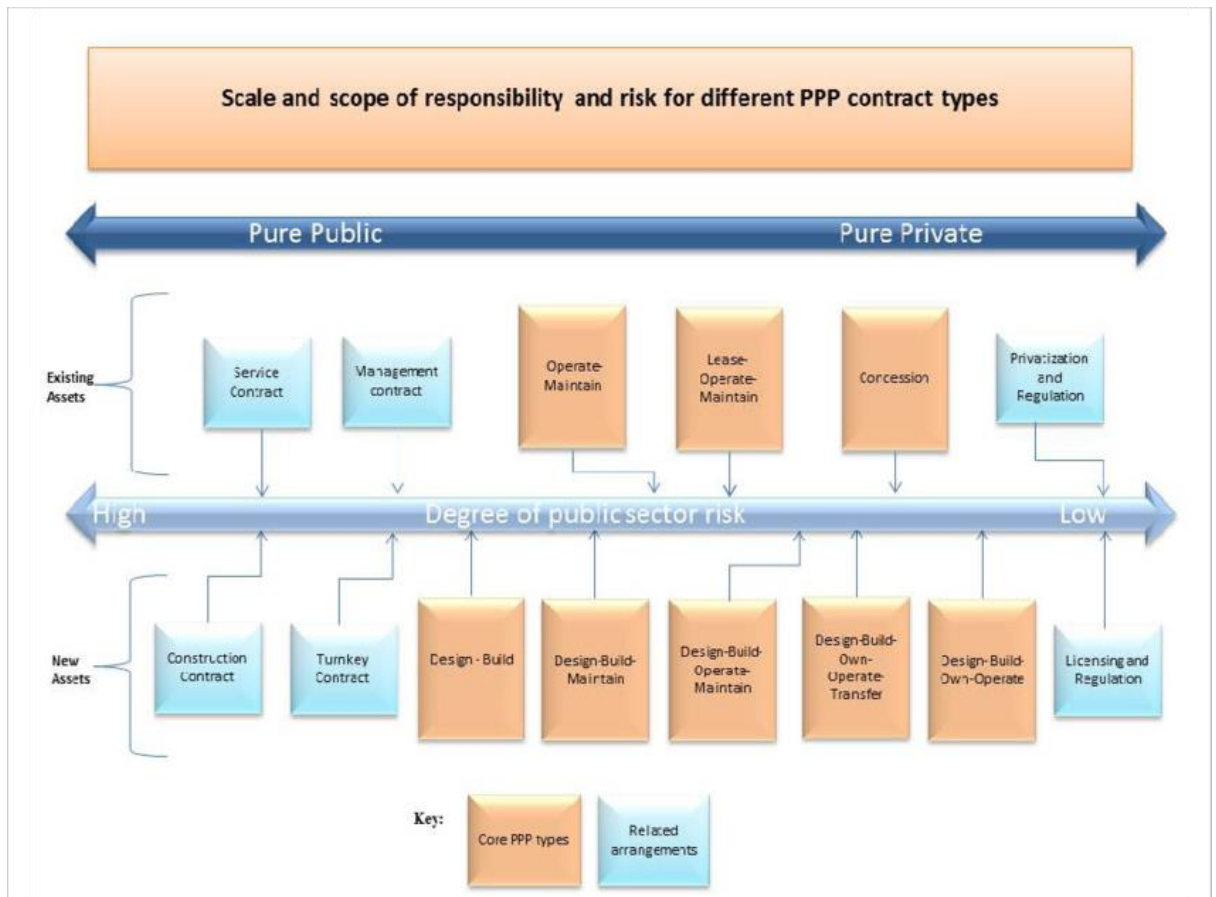 Scale and scope of responsibility and risk for different PPP contract types
Pure Public
Pure Private
Existing
Assets
Service
Contract
Management
contract
Operate-
Maintain
Lease-
Operate-
Maintain
Concession
Privatization
and
Regulation
High
Degree of public sector risk
Low
New
Assets
Construction
Contract
Turnkey
Contract
Design - Build
Design-Build-
Maintain
Design-Build-
Operate-
Maintain
Design-Build-
Own-
Operate-
Transfer
Design-Build-
Own-Operate
Licensing and
Regulation
Key:
Core PPP types
Related
arrangements